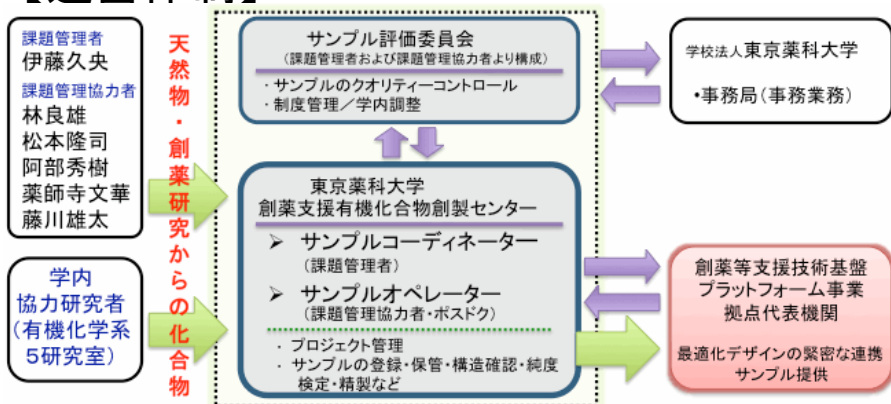 課題管理者
伊藤久央
課題管理協力者
林良雄
松本隆司
阿部秀樹
薬師寺文華
藤川雄太
学内
協力研究者
(有機化学系
5研究室)
天然物・創薬研究からの化合物
サンプル評価委員会
(課題管理者および課題管理協力者より構成)
・サンプルのクオリティーコントロール
・制度管理/学内調整
東京薬科大学
創薬支援有機化合物創製センター
➢ サンプルコーディネーター
(課題管理者)
➢ サンプルオペレーター
(課題管理協力者・ポスドク)
・プロジェクト管理
・サンプルの登録・保管・構造確認・純度
検定・精製など
学校法人東京薬科大学
・事務局(事務業務)
創薬等支援技術基盤
プラットフォーム事業
拠点代表機関
最適化デザインの緊密な連携
サンプル提供